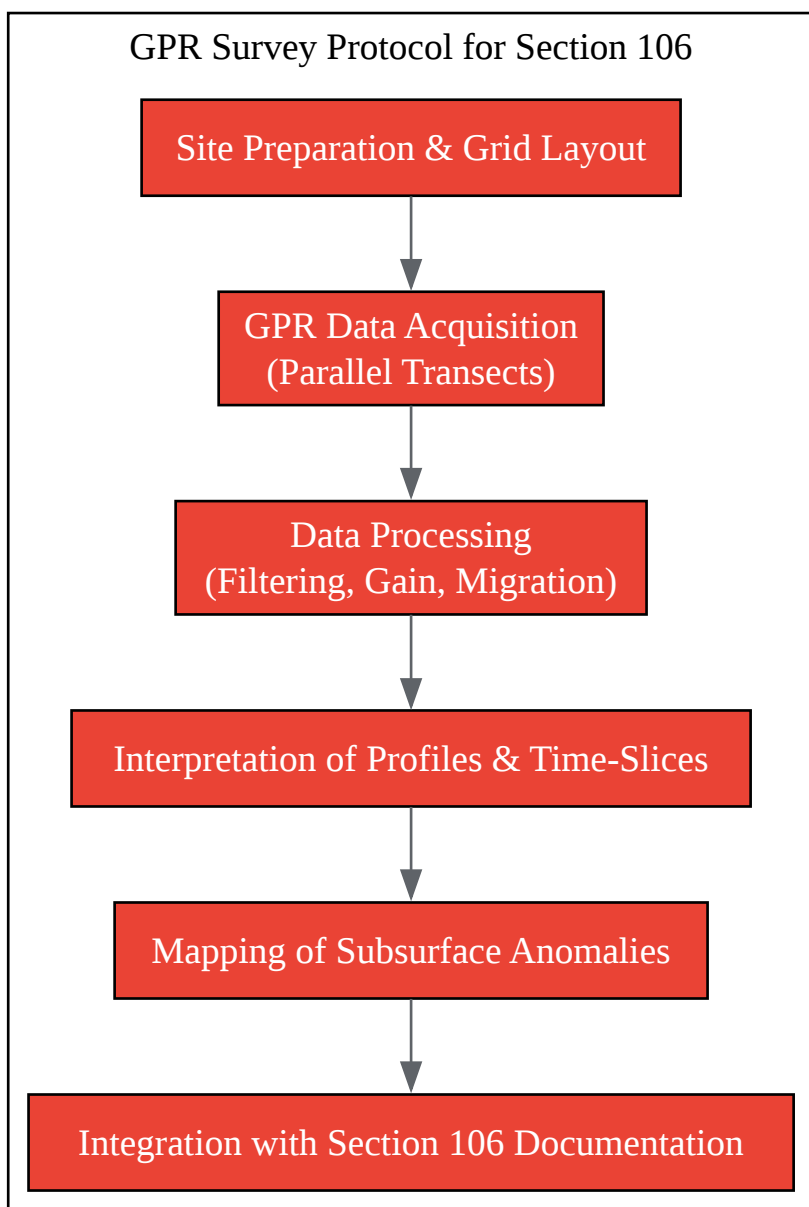 GPR Survey Protocol for Section 106
Site Preparation & Grid Layout
GPR Data Acquisition
(Parallel Transects)
Data Processing
(Filtering, Gain, Migration)
Interpretation of Profiles & Time-Slices
Mapping of Subsurface Anomalies
Integration with Section 106 Documentation